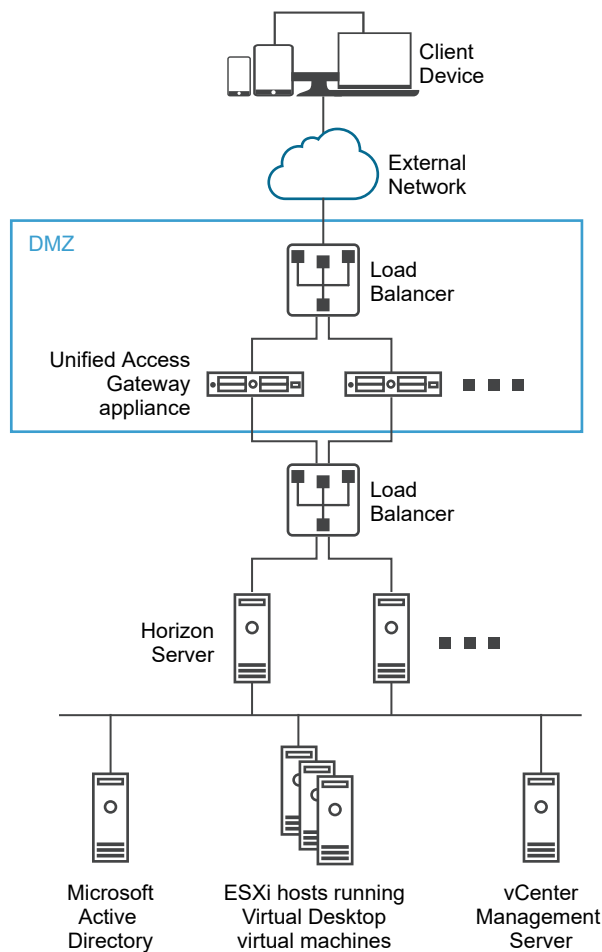 Client
Device
External
Network
DMZ
Load
Balancer
Unified Access
Gateway
appliance
Load
Balancer
Horizon
Server
Microsoft
Active
Directory
ESXi hosts running
Virtual Desktop
virtual machines
vCenter
Management
Server